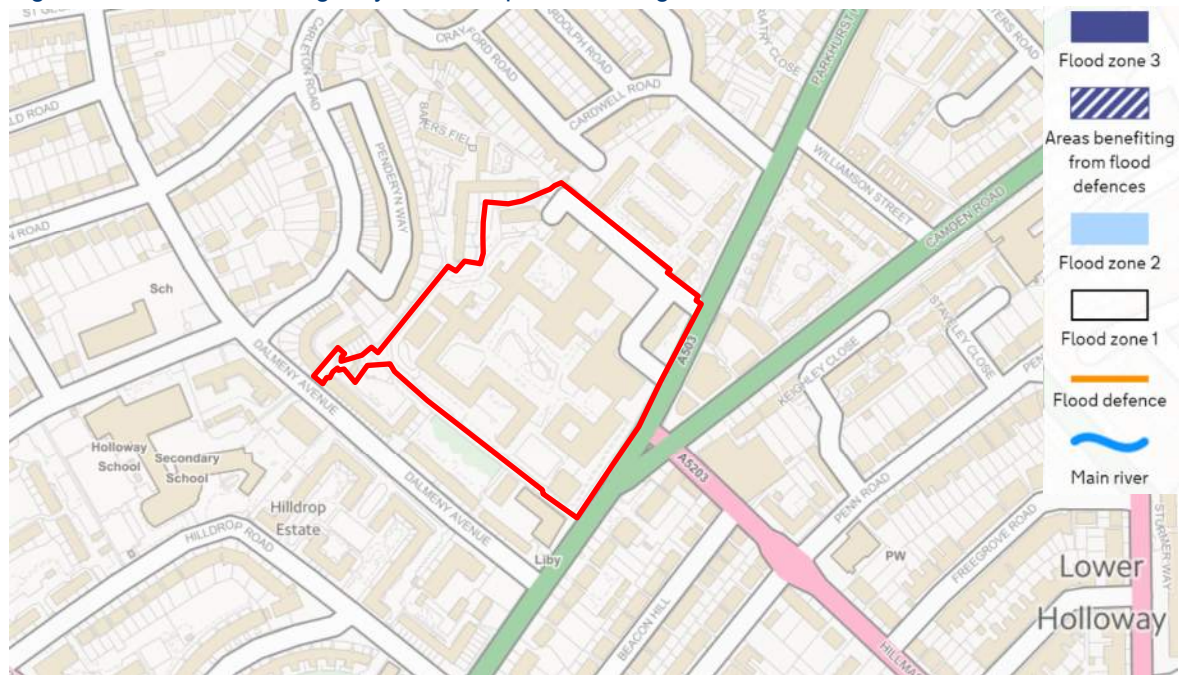 CARLETON ROAD
CRAYFORD ROAD
CARDWELL ROAD
BAKERS FIELD
PENDERYN WAY
WILLIAMSON STREET
CAMDEN ROAD
Sch
DALMENY AVENUE
A503
KEIGHLEY CLOSE
STAVELEY CLOSE
Holloway
School
Secondary
School
A5203
PENN ROAD
Hilldrop
Estate
DALMENY AVENUE
HILLDROP ROAD
Liby
PW
FREEGROVE ROAD
STURMER WAY
BEACON HILL
Lower
Holloway
Flood zone 3
Areas benefiting
from flood
defences
Flood zone 2
Flood zone 1
Flood defence
Main river